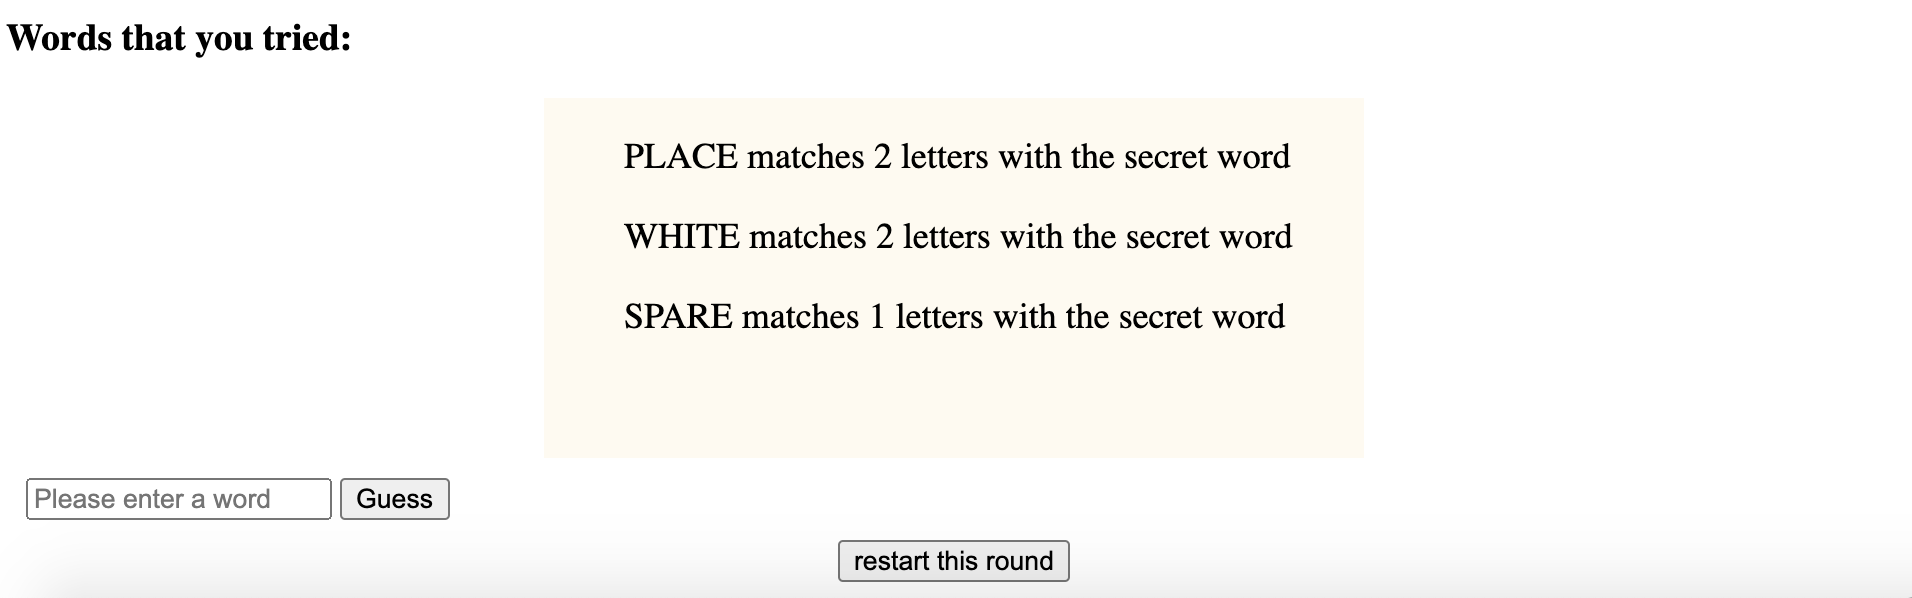 Words that you tried:
PLACE matches 2 letters with the secret word
WHITE matches 2 letters with the secret word
SPARE matches 1 letters with the secret word
Please enter a word Guess
restart this round